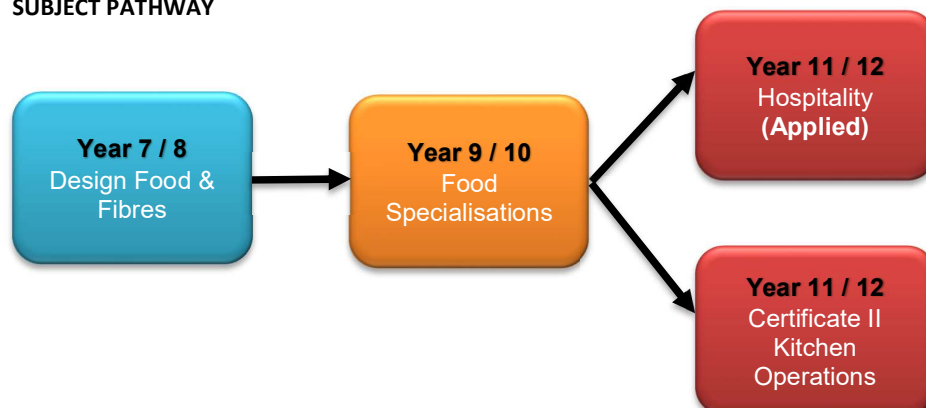 SUBJECT PATHWAY
Year 7 / 8
Design Food &
Fibres
Year 9 / 10
Food
Specialisations
Year 11 / 12
Hospitality
(Applied)
Year 11 / 12
Certificate II
Kitchen
Operations